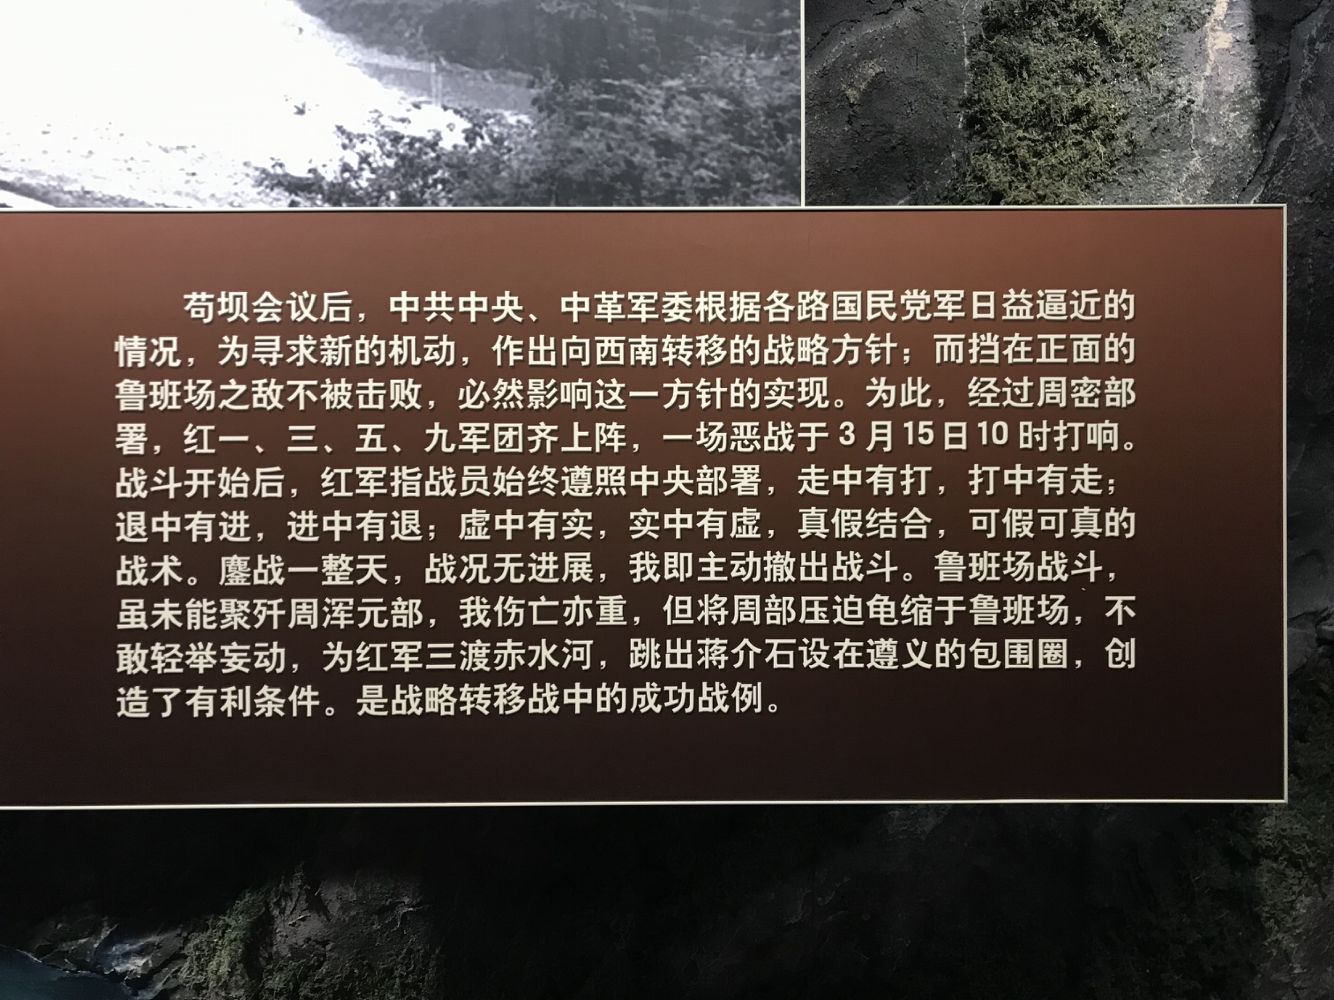 苟坝会议后，中共中央、中革军委根据各路国民党军日益逼近的
情况，为寻求新的机动，作出向西南转移的战略方针；而挡在正面的
鲁班场之敌不被击败，必然影响这一方针的实现。为此，经过周密部
署，红一、三、五、九军团齐上阵，一场恶战于3月15日10时打响。
战斗开始后，红军指战员始终遵照中央部署，走中有打，打中有走；
退中有进，进中有退；虚中有实，实中有虚，真假结合，可假可真的
战术。鏖战一整天，战况无进展，我即主动撤出战斗。鲁班场战斗，
虽未能聚歼周浑元部，我伤亡亦重，但将周部压迫龟缩于鲁班场，不
敢轻举妄动，为红军三渡赤水河，跳出蒋介石设在遵义的包围圈，创
造了有利条件。是战略转移战中的成功战例。